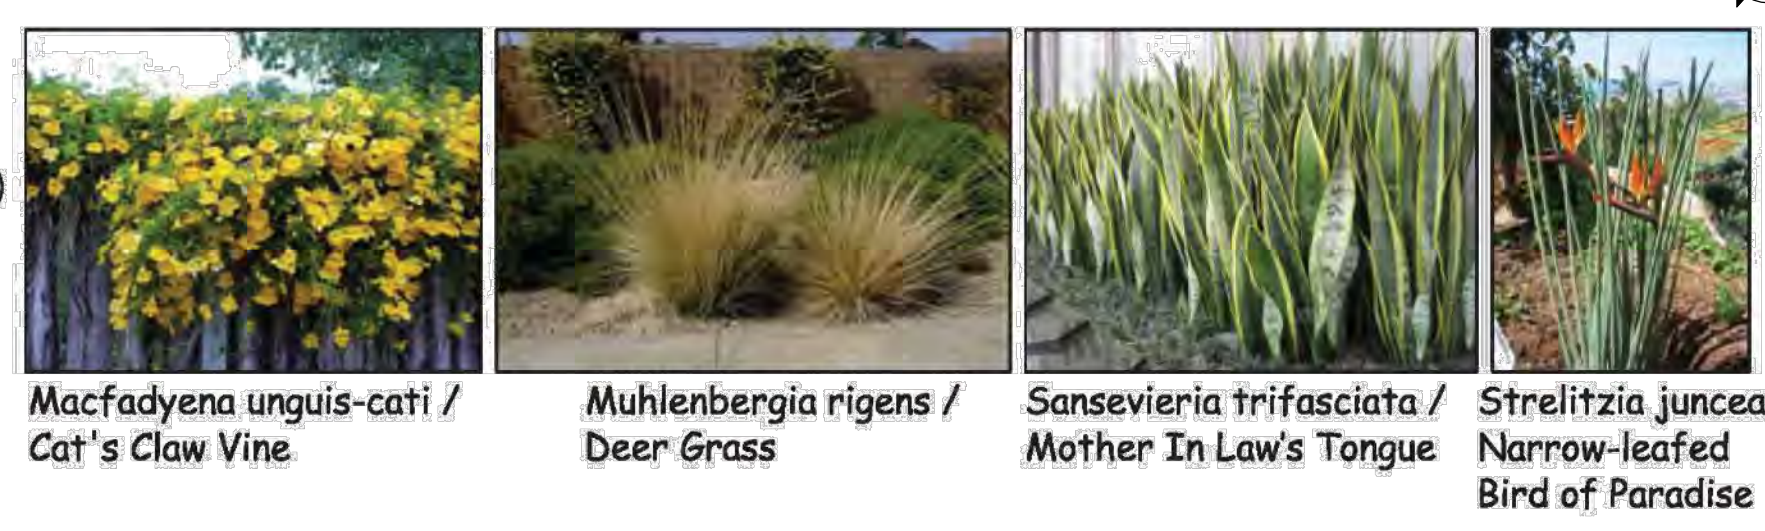 Macfadyena unguis-cati /
Cat's Claw Vine
Muhlenbergia rigens /
Deer Grass
Sansevieria trifasciata /
Mother In Law's Tongue
Strelitzia juncea
Narrow-leafed
Bird of Paradise